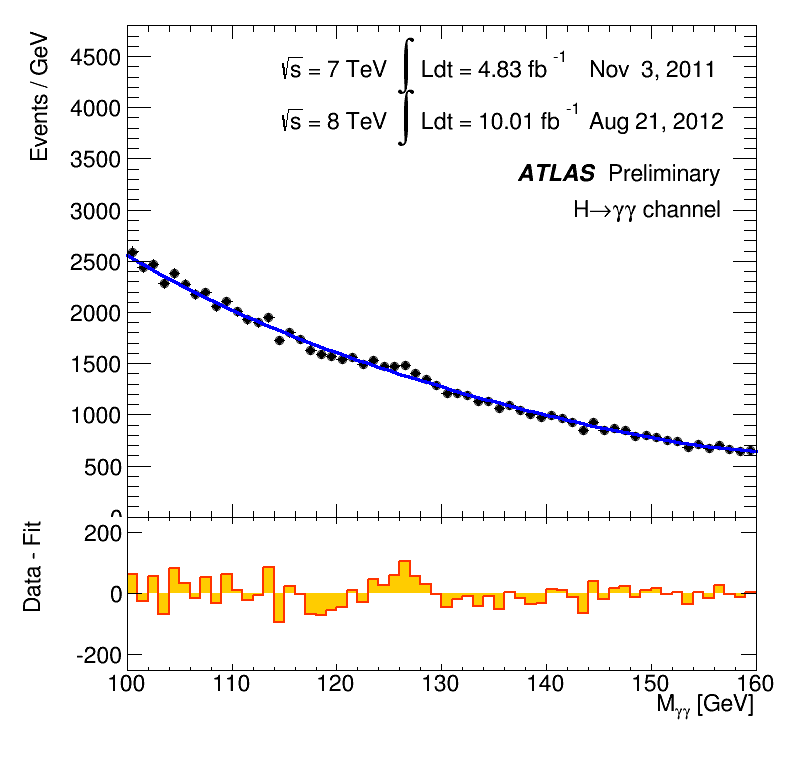 Events / GeV
4500
4000
3500
3000
2500
2000
1500
1000
500
0
√s = 7 TeV ∫ Ldt = 4.83 fb⁻¹ Nov 3, 2011
√s = 8 TeV ∫ Ldt = 10.01 fb⁻¹ Aug 21, 2012
ATLAS Preliminary
H→γγ channel
Data - Fit
200
0
-200
100 110 120 130 140 150 160
Mγγ [GeV]